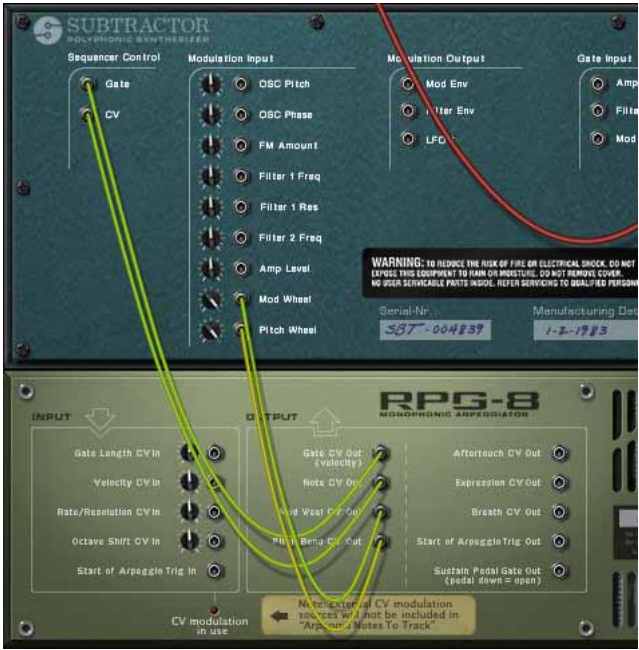 SUBTRACTOR
POLYPHONIC SYNTHESIZER
Sequencer Control
Gate
CV
Modulation Input
OSC Pitch
OSC Phase
FM Amount
Filter 1 Freq
Filter 1 Res
Filter 2 Freq
Amp Level
Mod Wheel
Pitch Wheel
Modulation Output
Mod Env
Filter Env
LFO
Gate Input
Amp
Filte
Mod
WARNING: TO REDUCE THE RISK OF FIRE OR ELECTRICAL SHOCK, DO NOT
EXPOSE THIS EQUIPMENT TO RAIN OR MOISTURE. DO NOT REMOVE COVER.
NO USER SERVICABLE PARTS INSIDE. REFER SERVICING TO QUALIFIED PERSONN
Serial-Nr.:
SBT-004839
Manufacturing Dat
1-2-1983
RPG-8
MONOPHONIC ARPEGGIATOR
INPUT
Gate Length CV In
Velocity CV In
Rate/Resolution CV In
Octave Shift CV In
Start of Arpeggio Trig In
CV modulation
in use
OUTPUT
Gate CV Out
(velocity)
Note CV Out
Mod Weel CV Out
Pitch Bend CV Out
Aftertouch CV Out
Expression CV Out
Breath CV Out
Start of Arpeggio Trig Out
Sustain Pedal Gate Out
(pedal down = open)
Note: External CV modulation
sources will not be included in
"Arpeggio Notes To Track".